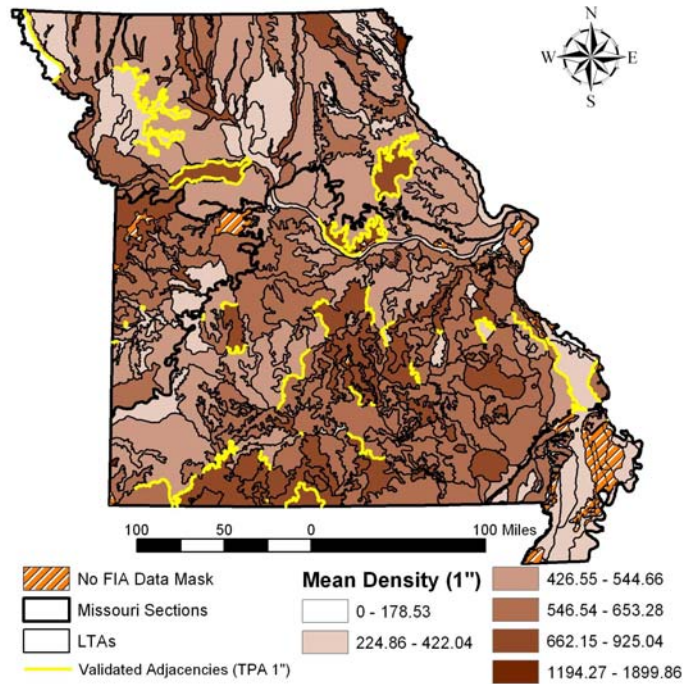 N
W E
S
100 50 0 100 Miles
No FIA Data Mask
Missouri Sections
LTAs
Validated Adjacencies (TPA 1")
Mean Density (1")
0 - 178.53
224.86 - 422.04
426.55 - 544.66
546.54 - 653.28
662.15 - 925.04
1194.27 - 1899.86